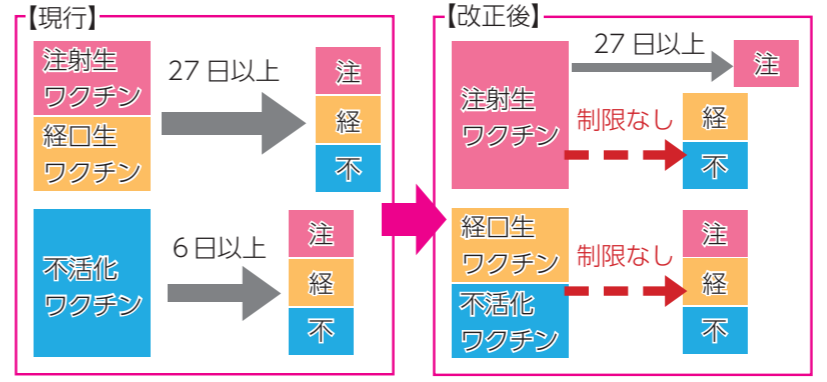 【現行】
注射生
ワクチン
経口生
ワクチン
27日以上
注
経
不
不活化
ワクチン
6日以上
注
経
不
【改正後】
注射生
ワクチン
27日以上
注
制限なし
経
不
経口生
ワクチン
不活化
ワクチン
制限なし
注
経
不